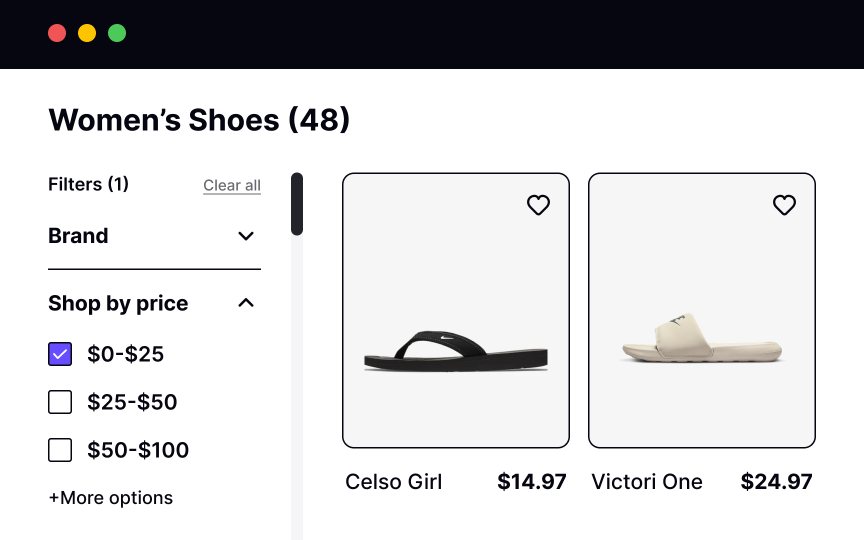 Women’s Shoes (48)
Filters (1)
Clear all
Brand
Shop by price
$0-$25
$25-$50
$50-$100
+More options
Celso Girl
$14.97
Victori One
$24.97